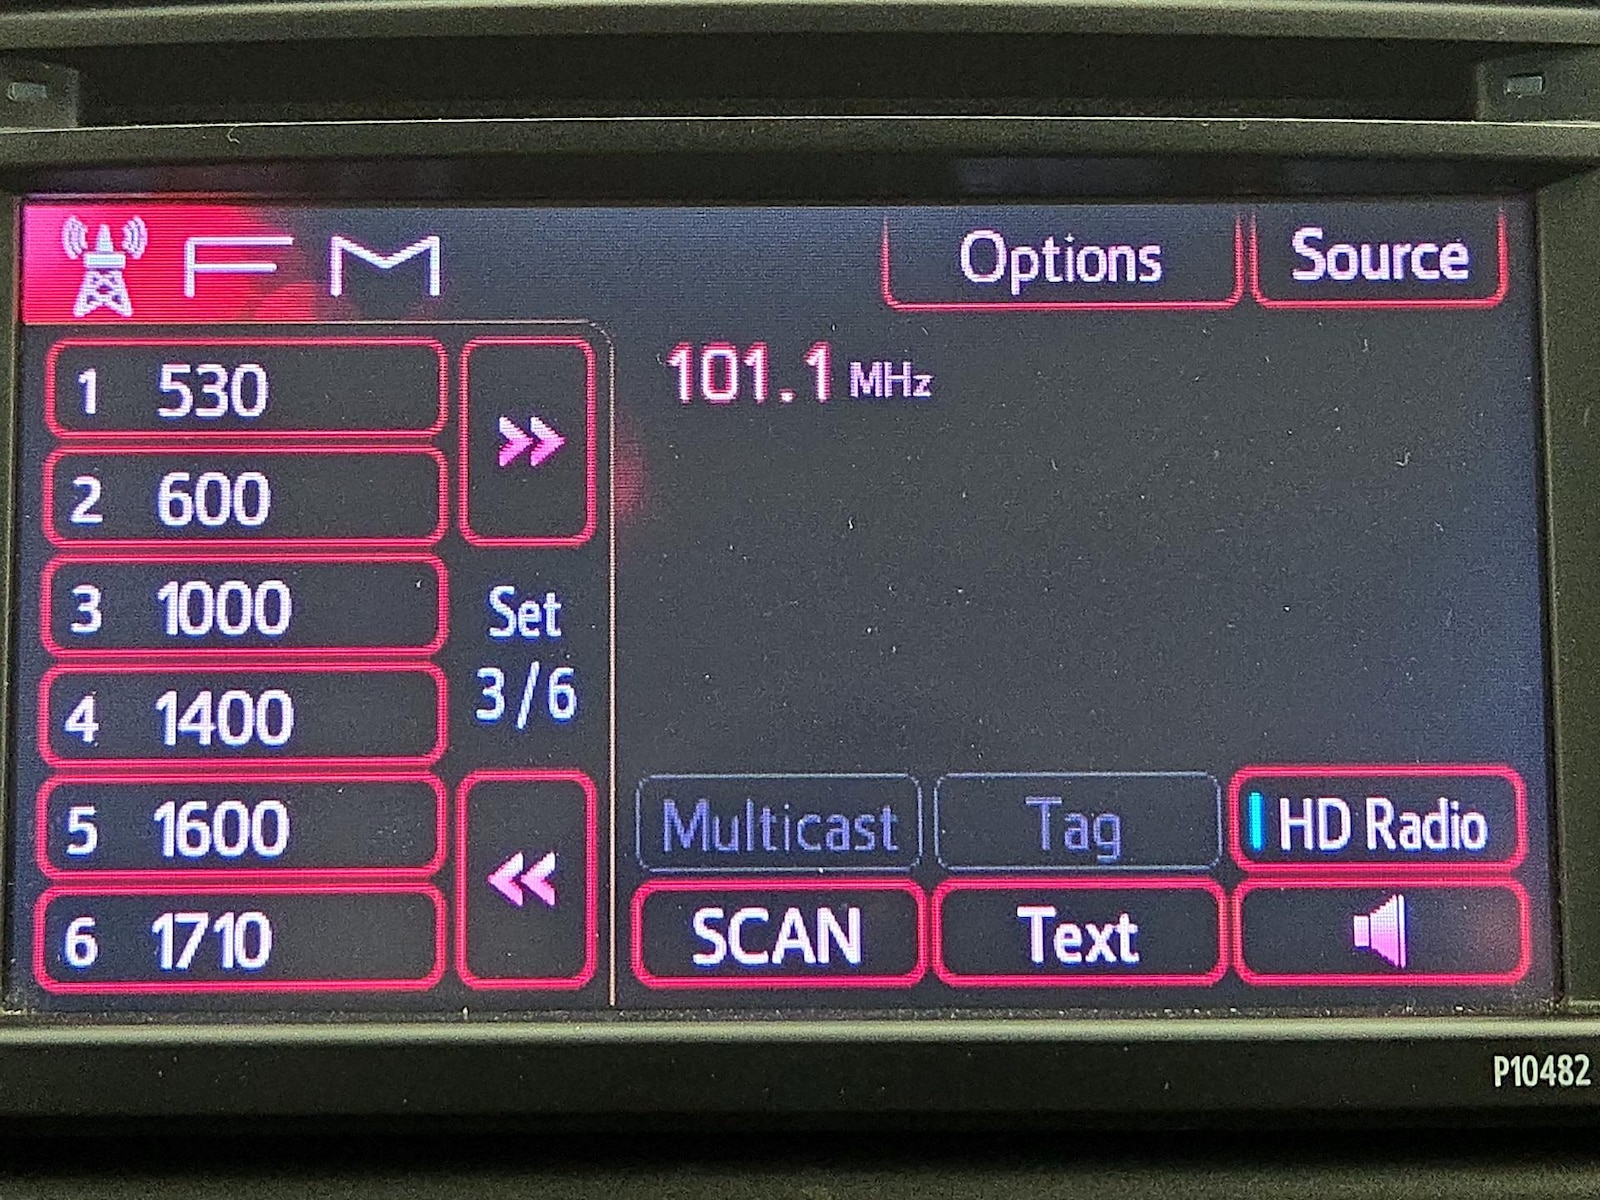 FM
Options
Source
1 530
2 600
3 1000
4 1400
5 1600
6 1710
Set
3/6
101.1 MHz
Multicast
Tag
HD Radio
SCAN
Text
P10482